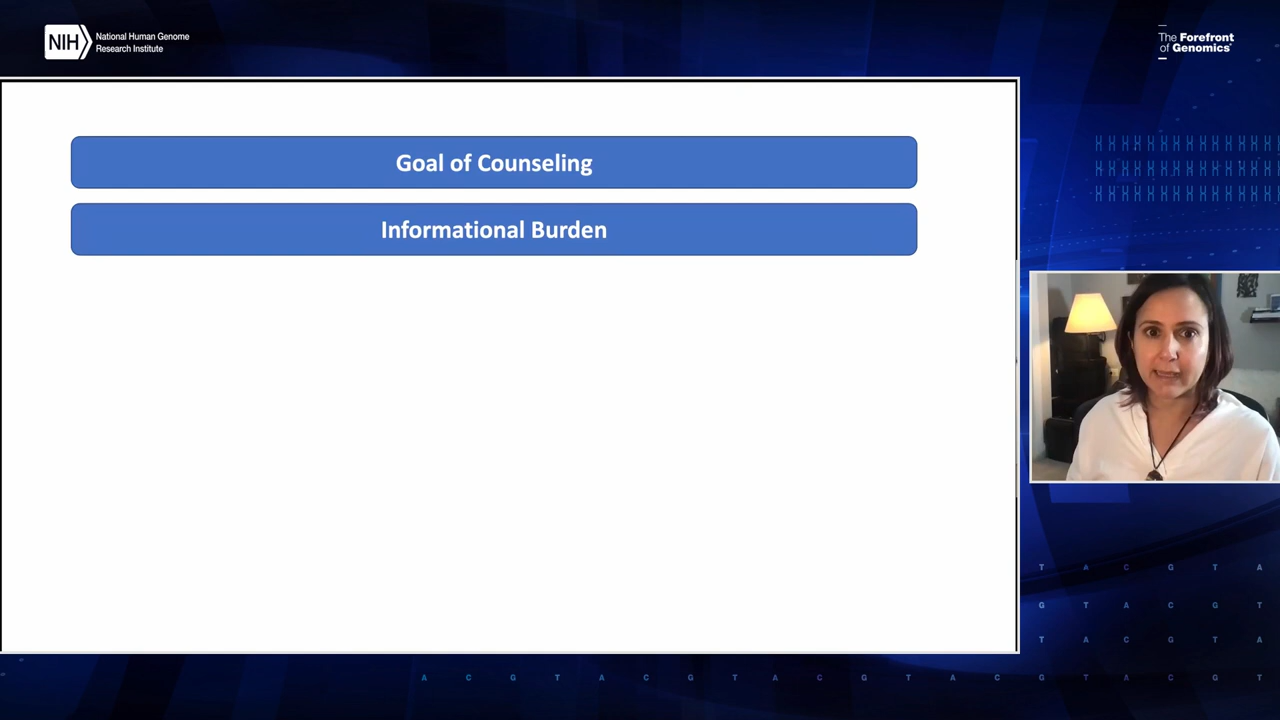 NIH
National Human Genome
Research Institute
The Forefront
of Genomics®
Goal of Counseling
Informational Burden
T A C G T A
G T A C G T
T A C G T A
A C G T A C G T A C G T A C G T A C G T